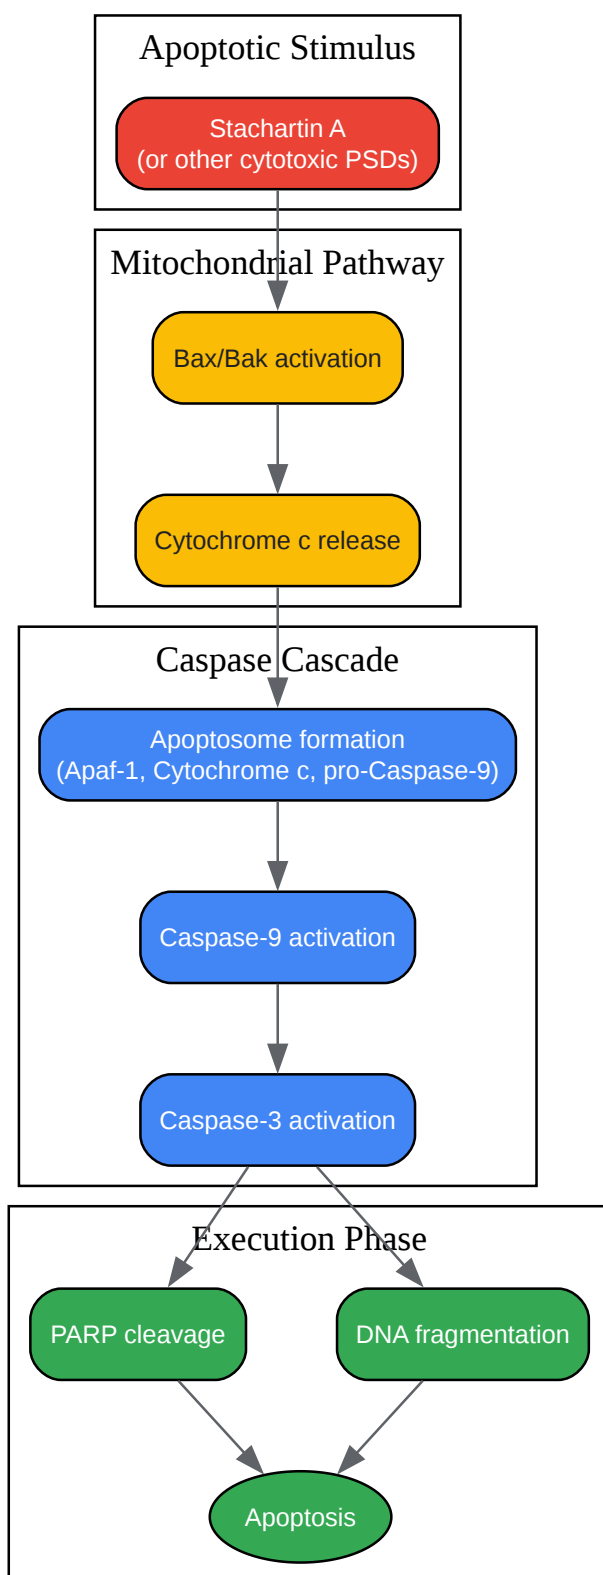 Apoptotic Stimulus
Stachartin A
(or other cytotoxic PSDs)
Mitochondrial Pathway
Bax/Bak activation
Cytochrome c release
Caspase Cascade
Apoptosome formation
(Apaf-1, Cytochrome c, pro-Caspase-9)
Caspase-9 activation
Caspase-3 activation
Execution Phase
PARP cleavage
DNA fragmentation
Apoptosis